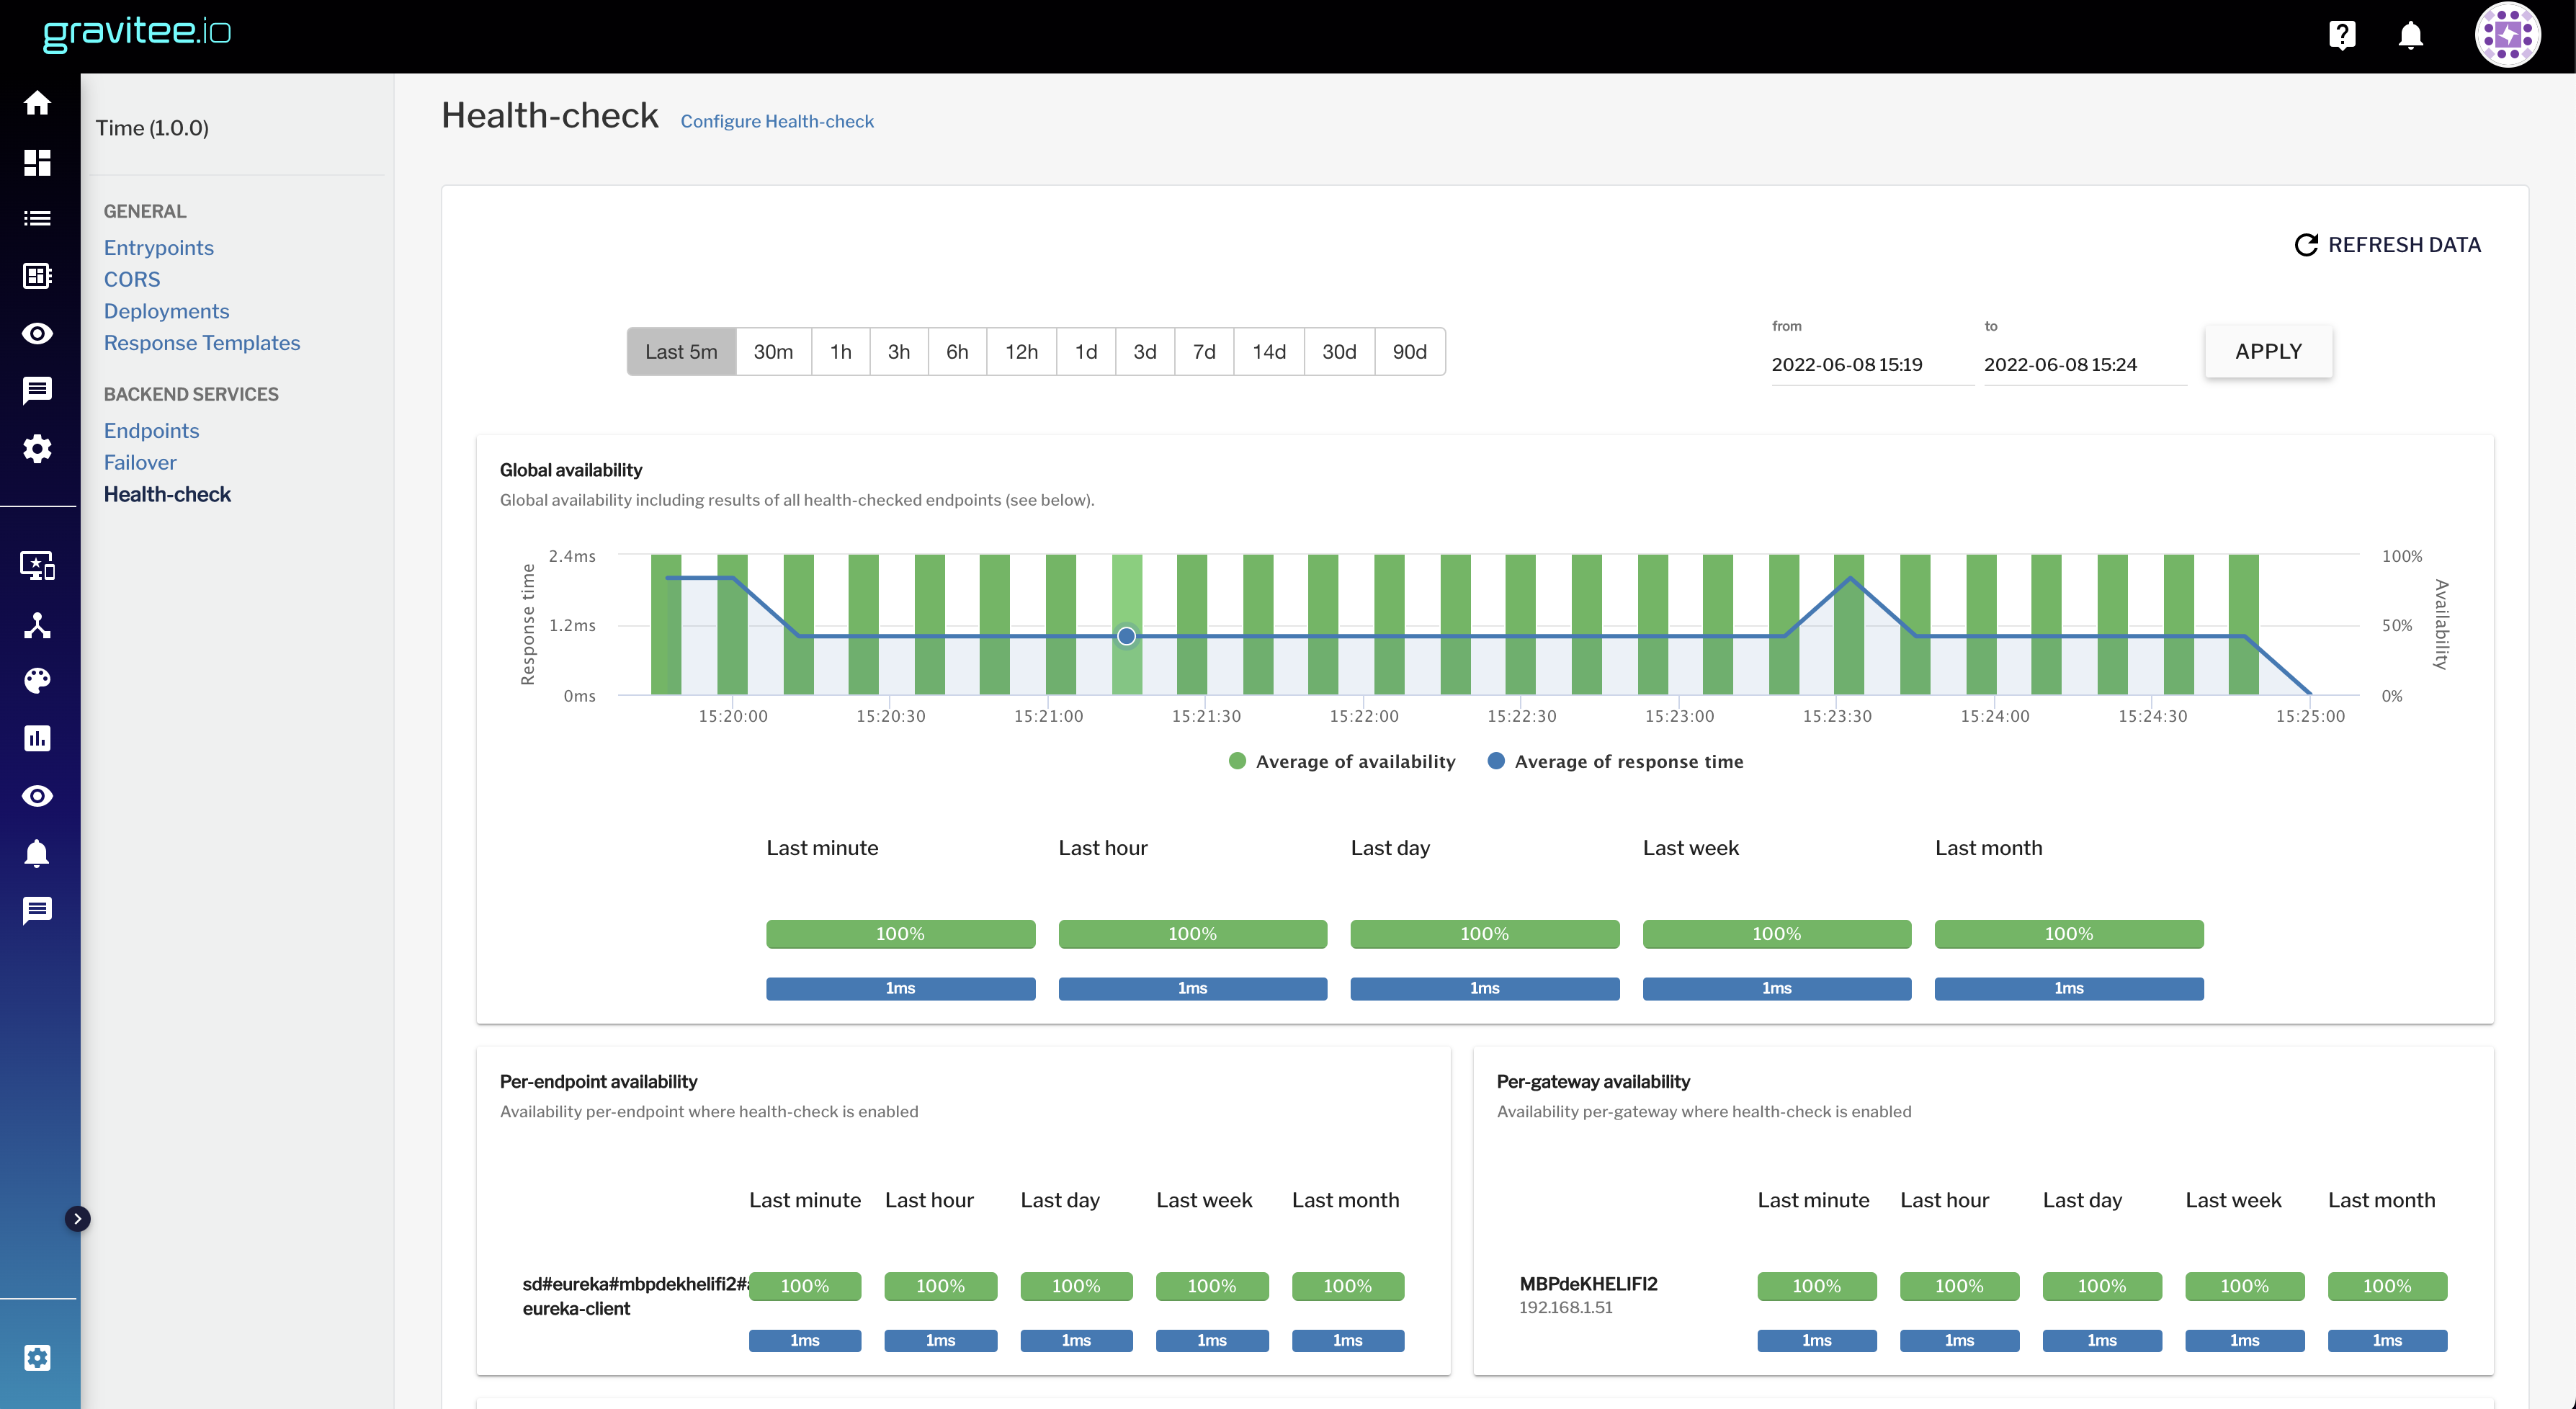 gravitee.io
Time (1.0.0)
GENERAL
Entrypoints
CORS
Deployments
Response Templates
BACKEND SERVICES
Endpoints
Failover
Health-check
Health-check Configure Health-check
REFRESH DATA
Last 5m 30m 1h 3h 6h 12h 1d 3d 7d 14d 30d 90d
from to
2022-06-08 15:19 2022-06-08 15:24 APPLY
Global availability
Global availability including results of all health-checked endpoints (see below).
Response time
2.4ms
1.2ms
0ms
100%
50%
0%
Availability
15:20:00 15:20:30 15:21:00 15:21:30 15:22:00 15:22:30 15:23:00 15:23:30 15:24:00 15:24:30 15:25:00
Average of availability Average of response time
Last minute Last hour Last day Last week Last month
100% 100% 100% 100% 100%
1ms 1ms 1ms 1ms 1ms
Per-endpoint availability
Availability per-endpoint where health-check is enabled
Last minute Last hour Last day Last week Last month
sd#eureka#mbpdekhelifi2# 100% 100% 100% 100% 100%
eureka-client
1ms 1ms 1ms 1ms 1ms
Per-gateway availability
Availability per-gateway where health-check is enabled
Last minute Last hour Last day Last week Last month
MBPdeKHELIFI2 100% 100% 100% 100% 100%
192.168.1.51
1ms 1ms 1ms 1ms 1ms